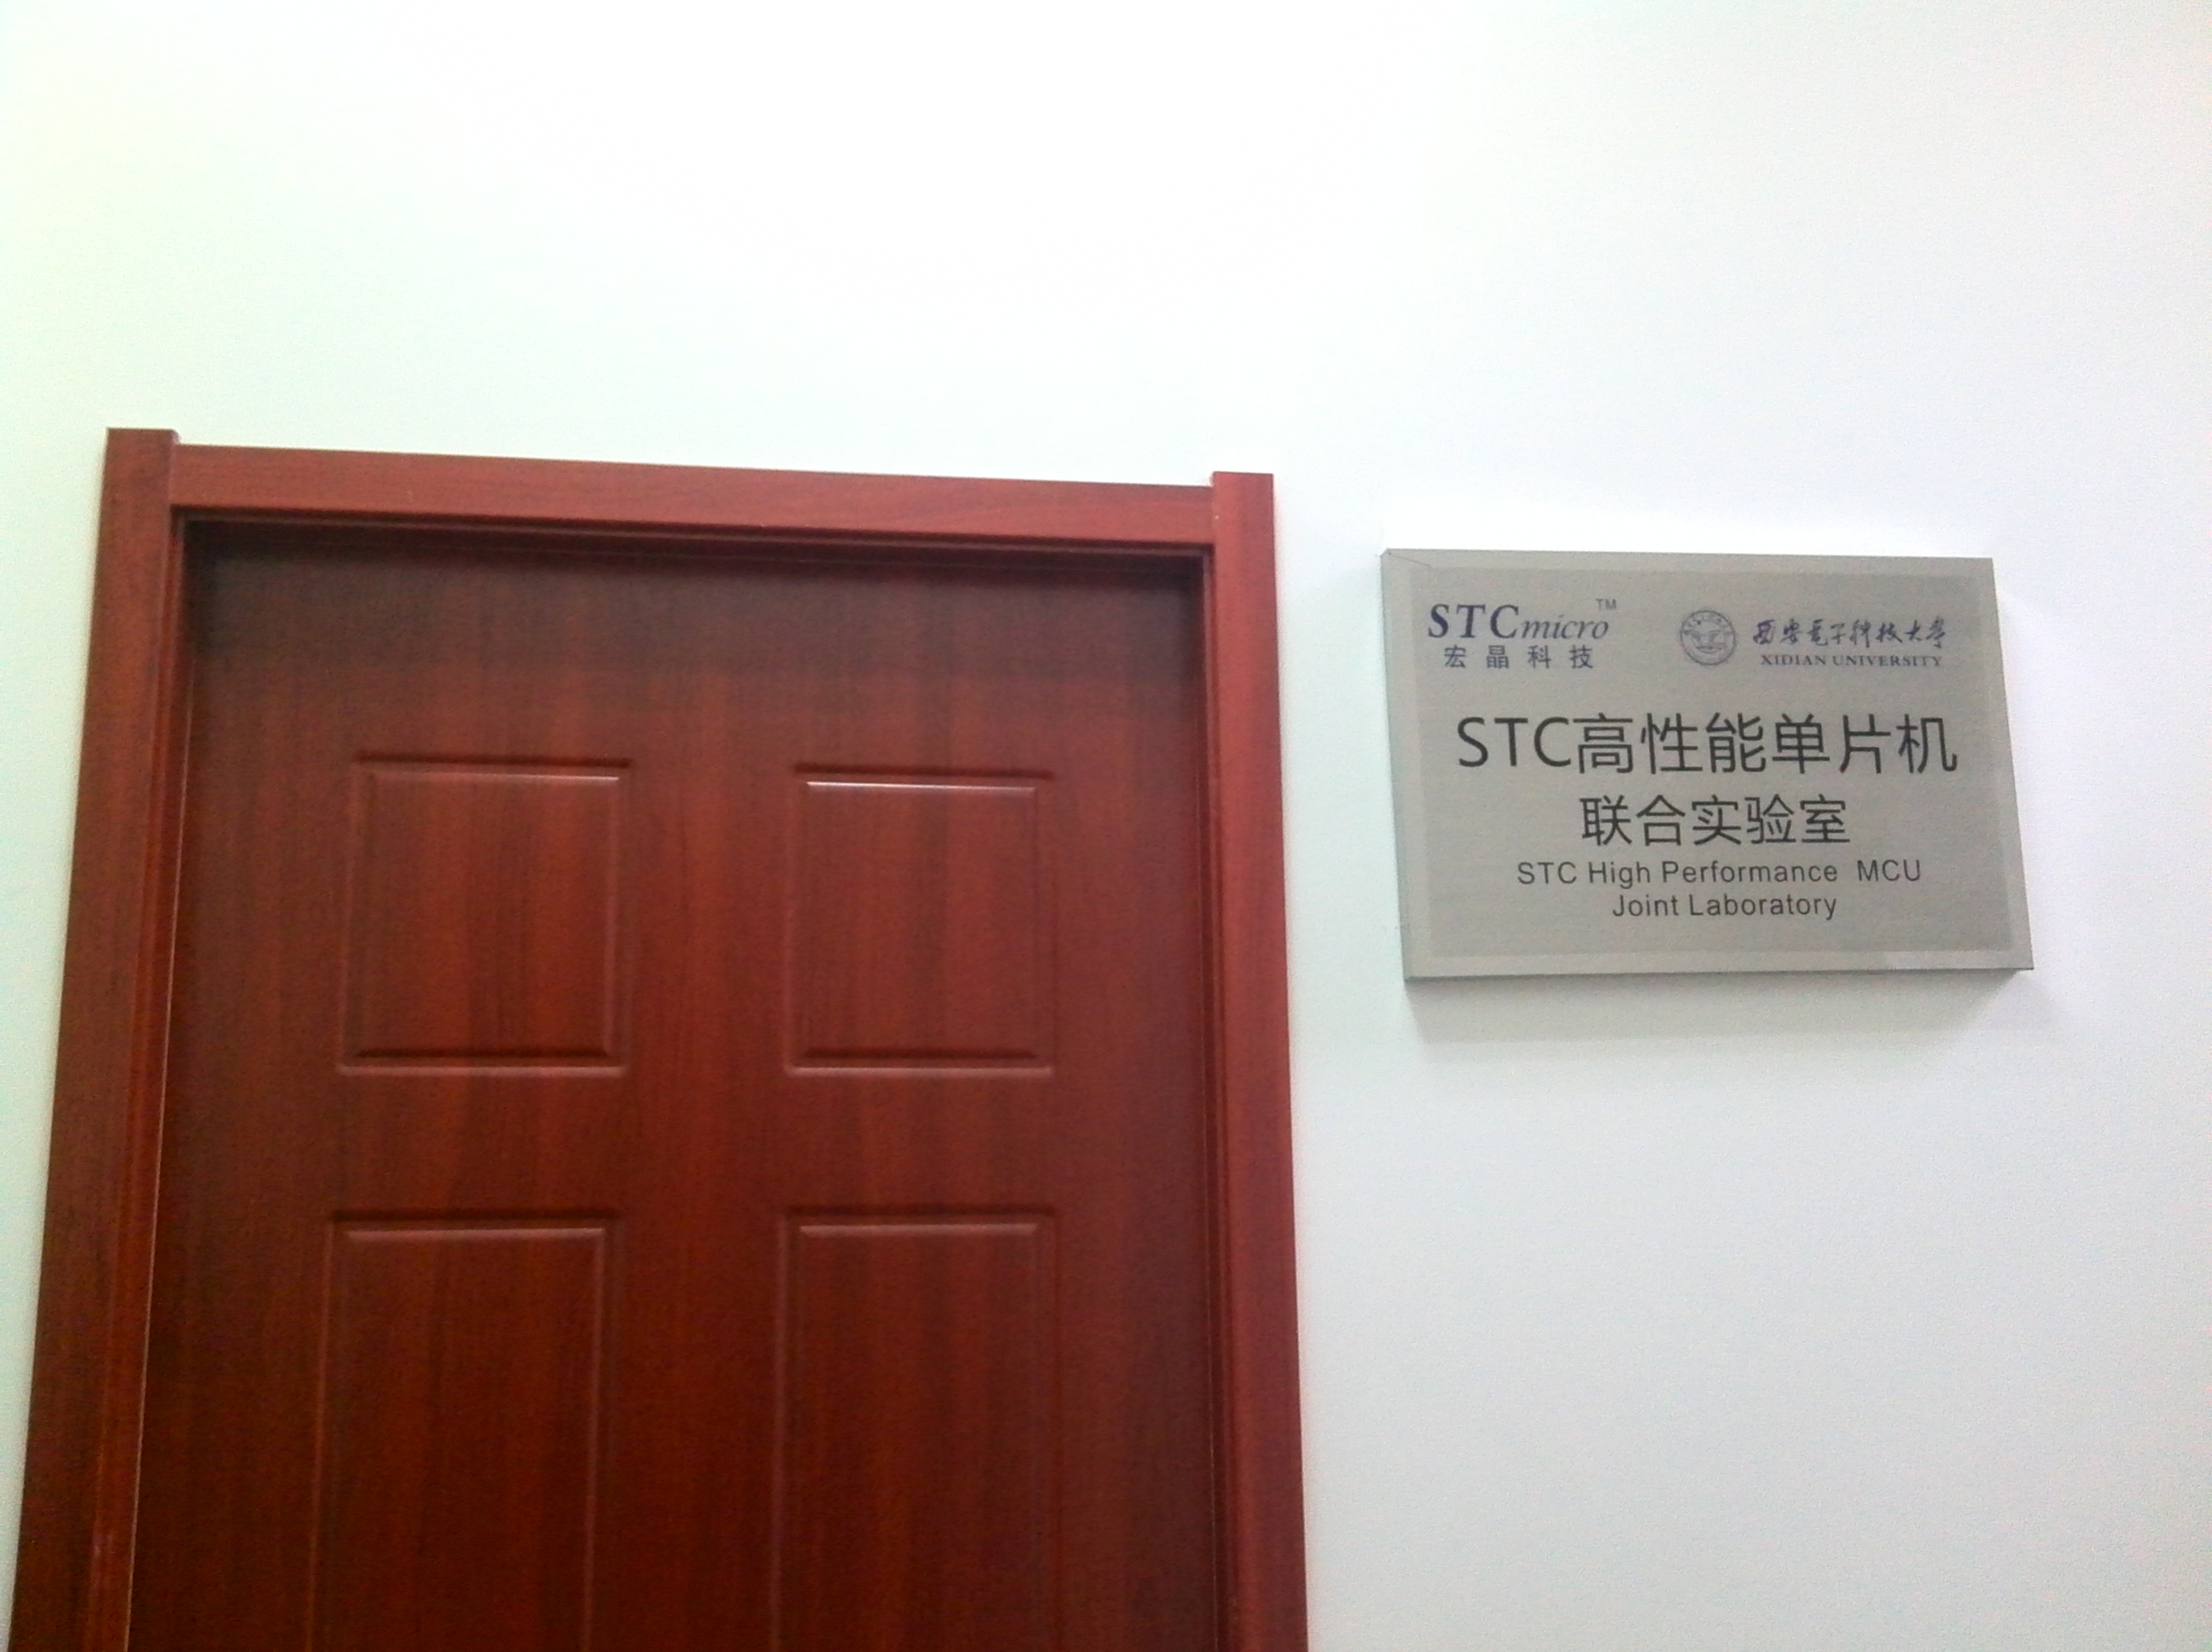 STCmicro™
宏晶科技
西安电子科技大学
XIDIAN UNIVERSITY
STC高性能单片机
联合实验室
STC High Performance MCU
Joint Laboratory